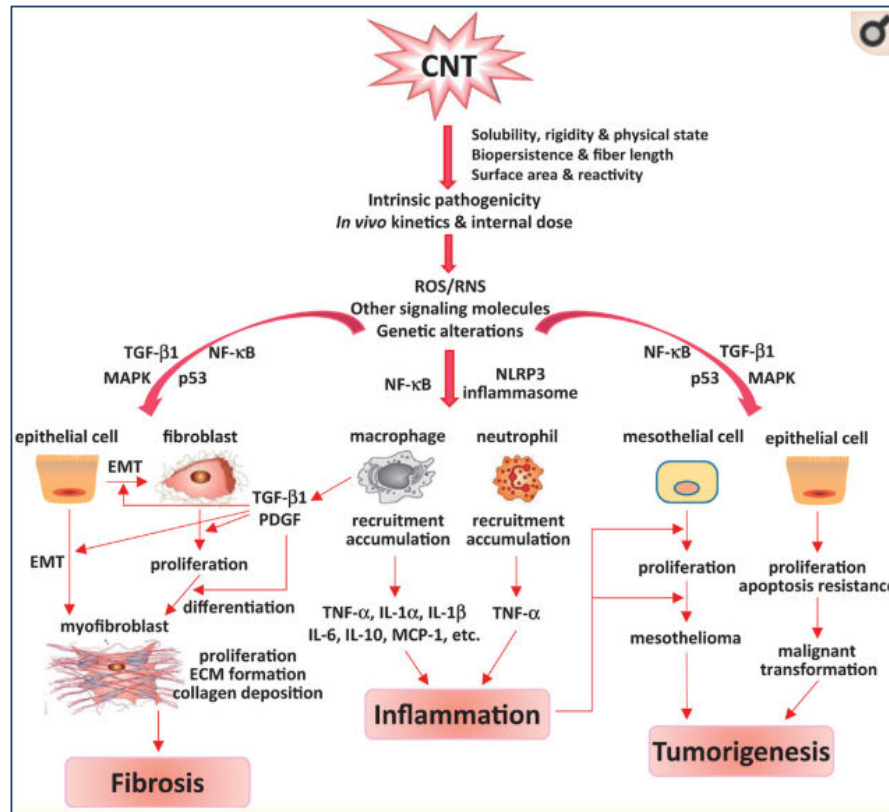 CNT
Solubility, rigidity & physical state
Biopersistence & fiber length
Surface area & reactivity
Intrinsic pathogenicity
In vivo kinetics & internal dose
ROS/RNS
Other signaling molecules
Genetic alterations
TGF-β1 NF-κB
MAPK p53
NF-κB
NLRP3
inflammasome
NF-κB TGF-β1
p53 MAPK
epithelial cell
fibroblast
macrophage
neutrophil
mesothelial cell
epithelial cell
EMT
TGF-β1
PDGF
EMT
proliferation
differentiation
myofibroblast
proliferation
ECM formation
collagen deposition
Fibrosis
recruitment
accumulation
recruitment
accumulation
TNF-α, IL-1α, IL-1β
IL-6, IL-10, MCP-1, etc.
TNF-α
Inflammation
proliferation
mesothelioma
proliferation
apoptosis resistance
malignant
transformation
Tumorigenesis